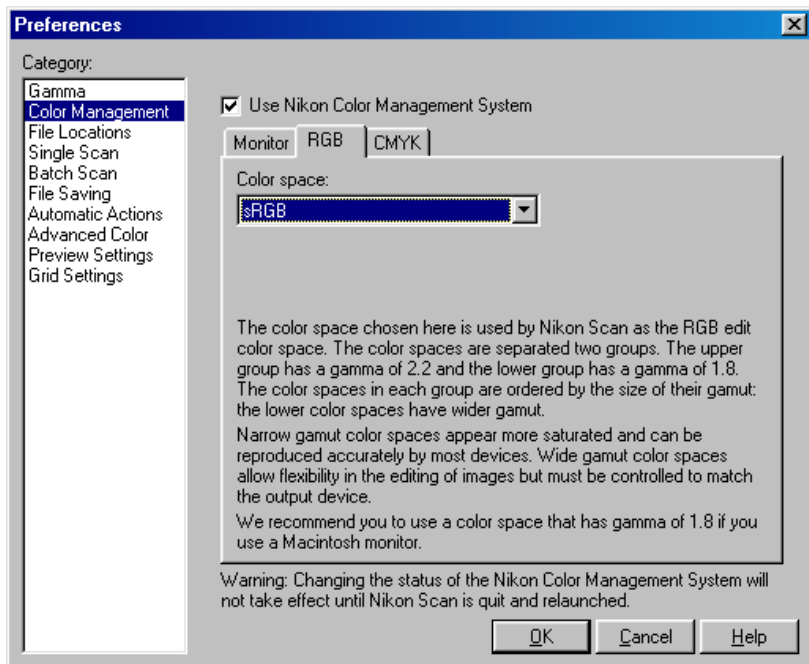 Preferences
Category:
Gamma
Color Management
File Locations
Single Scan
Batch Scan
File Saving
Automatic Actions
Advanced Color
Preview Settings
Grid Settings
Use Nikon Color Management System
Monitor RGB CMYK
Color space:
sRGB
The color space chosen here is used by Nikon Scan as the RGB edit
color space. The color spaces are separated two groups. The upper
group has a gamma of 2.2 and the lower group has a gamma of 1.8.
The color spaces in each group are ordered by the size of their gamut:
the lower color spaces have wider gamut.
Narrow gamut color spaces appear more saturated and can be
reproduced accurately by most devices. Wide gamut color spaces
allow flexibility in the editing of images but must be controlled to match
the output device.
We recommend you to use a color space that has gamma of 1.8 if you
use a Macintosh monitor.
Warning: Changing the status of the Nikon Color Management System will
not take effect until Nikon Scan is quit and relaunched.
OK Cancel Help